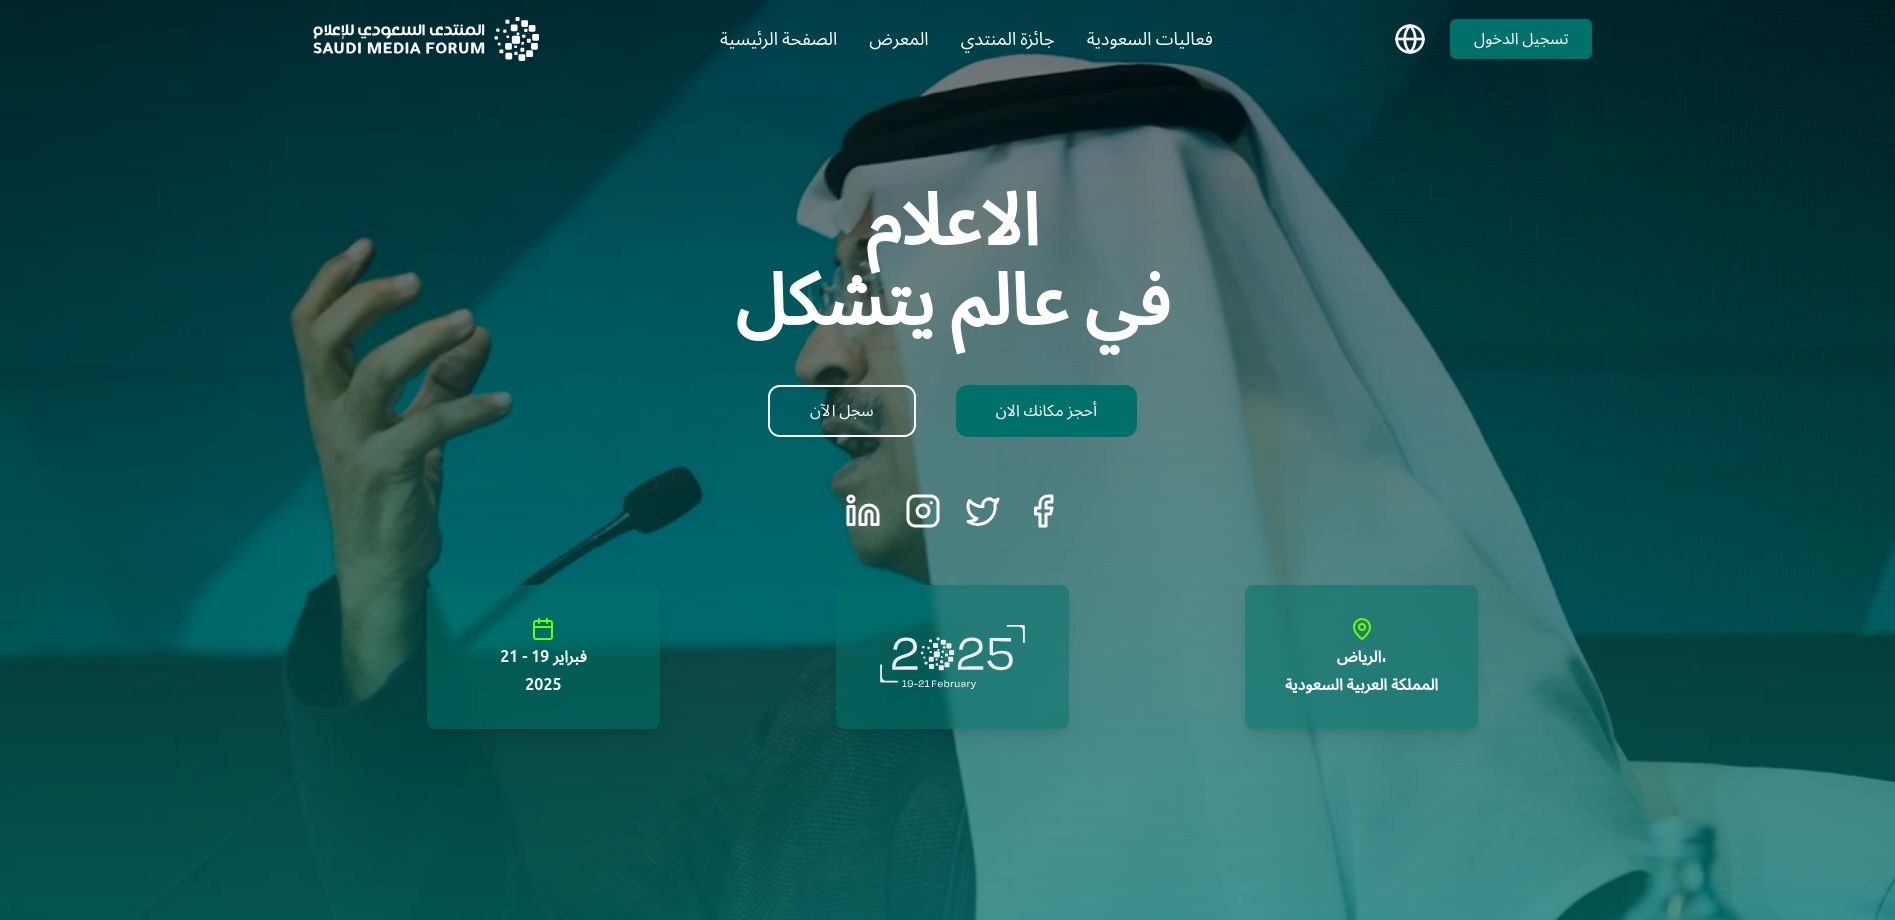 المنتدى السعودي للإعلام
SAUDI MEDIA FORUM
الصفحة الرئيسية
المعرض
جائزة المنتدي
فعاليات السعودية
تسجيل الدخول
الاعلام
في عالم يتشكل
سجل الآن
أحجز مكانك الان
فبراير 19 - 21
2025
2025
19-21 February
الرياض،
المملكة العربية السعودية